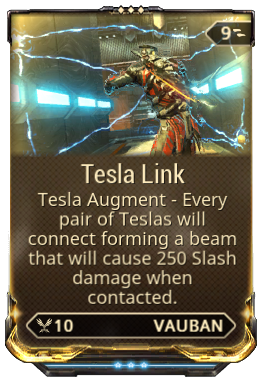 9
Tesla Link
Tesla Augment - Every
pair of Teslas will
connect forming a beam
that will cause 250 Slash
damage when
contacted.
10 VAUBAN